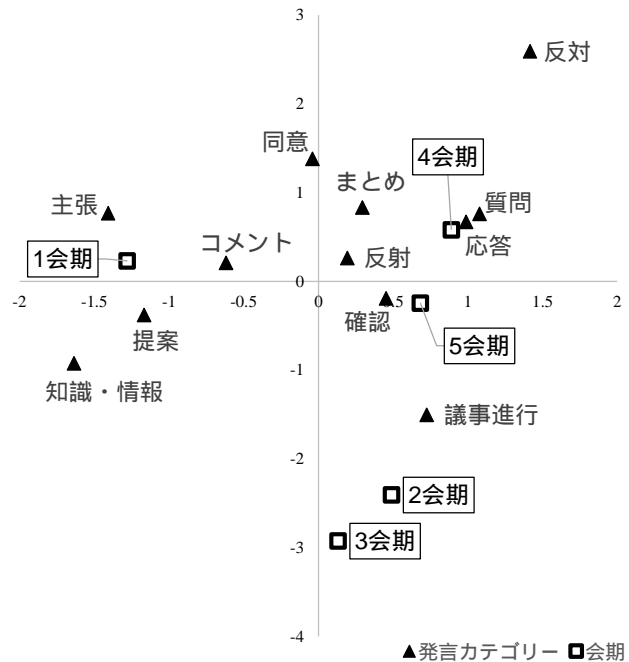 3
反対
2
同意
4会期
まとめ
1
主張
質問
コメント
応答
1会期
反射
0
-2
-1.5
-1
-0.5
0
0.5
1
1.5
2
確認
提案
5会期
-1
知識・情報
議事進行
-2
2会期
3会期
-3
-4
発言カテゴリー
会期